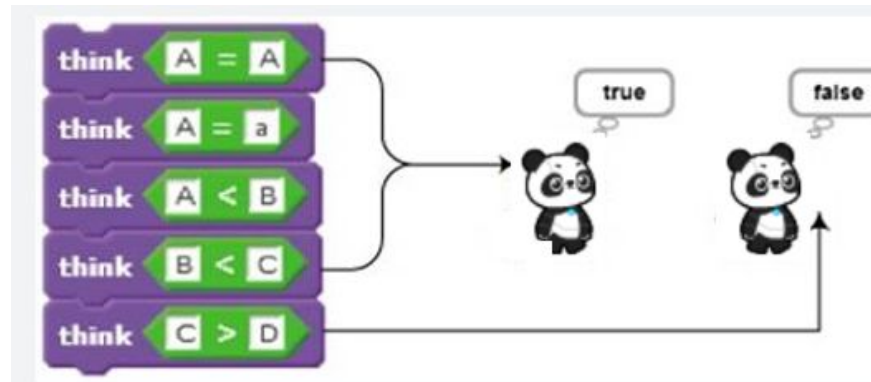 think A = A
think A = a
think A < B
think B < C
think C > D
true
false